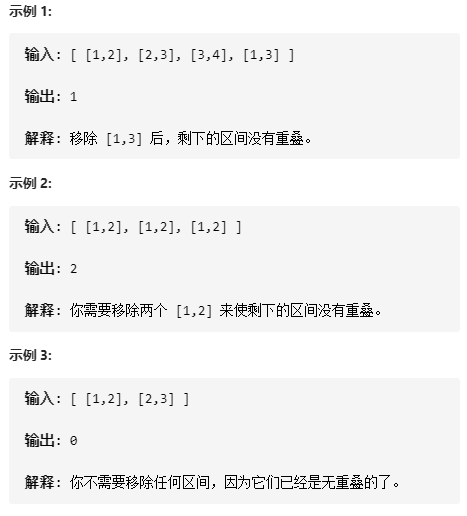 示例 1:
输入: [ [1,2], [2,3], [3,4], [1,3] ]
输出: 1
解释: 移除 [1,3] 后，剩下的区间没有重叠。
示例 2:
输入: [ [1,2], [1,2], [1,2] ]
输出: 2
解释: 你需要移除两个 [1,2] 来使剩下的区间没有重叠。
示例 3:
输入: [ [1,2], [2,3] ]
输出: 0
解释: 你不需要移除任何区间，因为它们已经是无重叠的了。